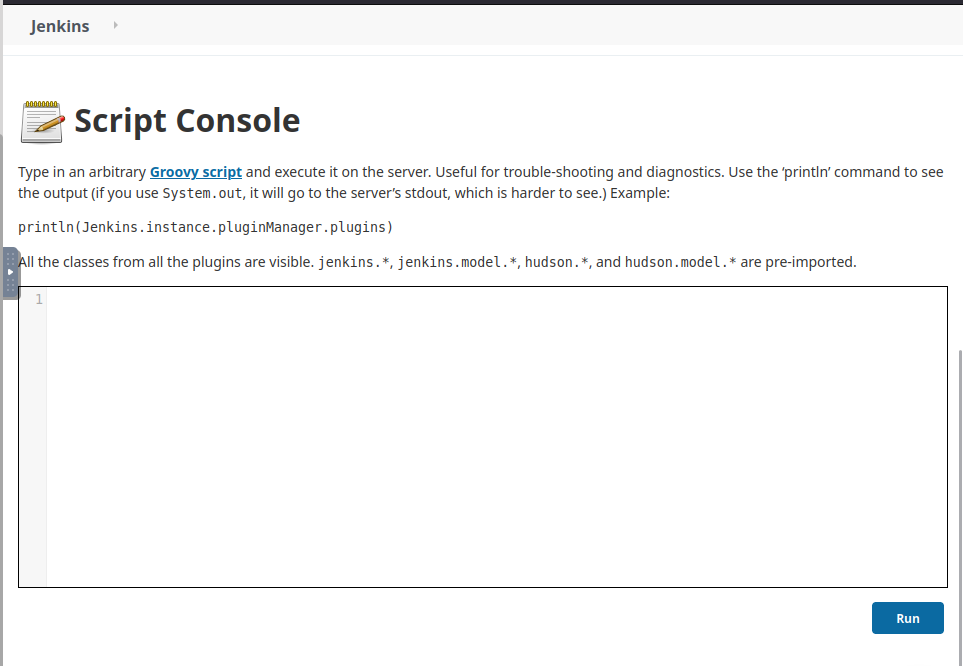 Jenkins
Script Console
Type in an arbitrary Groovy script and execute it on the server. Useful for trouble-shooting and diagnostics. Use the ‘println’ command to see
the output (if you use System.out, it will go to the server’s stdout, which is harder to see.) Example:
println(Jenkins.instance.pluginManager.plugins)
All the classes from all the plugins are visible. jenkins.*, jenkins.model.*, hudson.*, and hudson.model.* are pre-imported.
1
Run